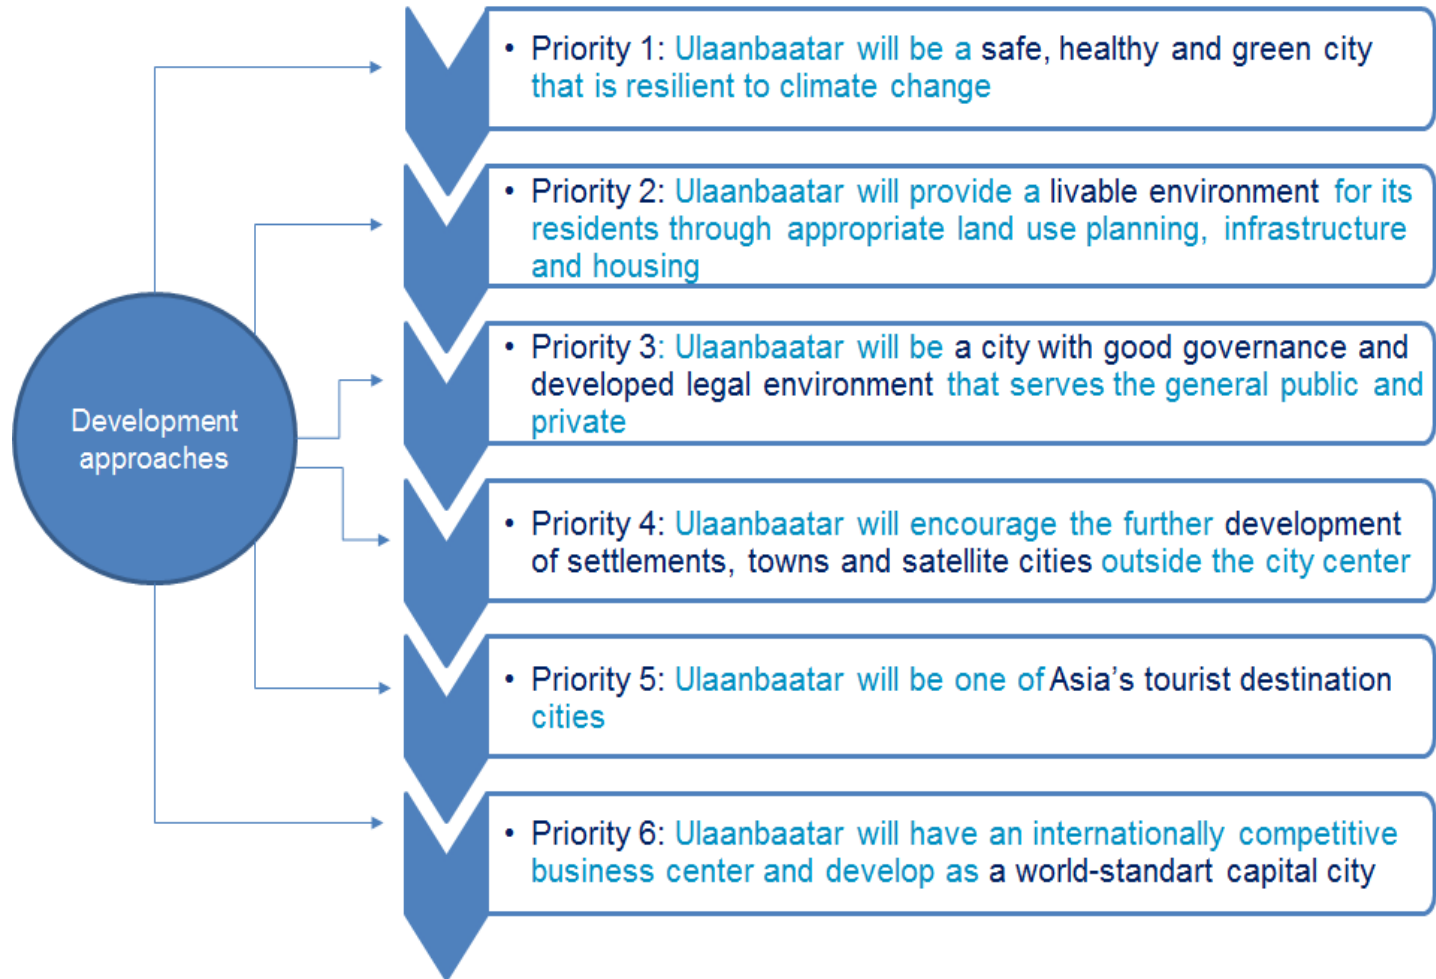 Development
approaches
• Priority 1: Ulaanbaatar will be a safe, healthy and green city
that is resilient to climate change
• Priority 2: Ulaanbaatar will provide a livable environment for its
residents through appropriate land use planning, infrastructure
and housing
• Priority 3: Ulaanbaatar will be a city with good governance and
developed legal environment that serves the general public and
private
• Priority 4: Ulaanbaatar will encourage the further development
of settlements, towns and satellite cities outside the city center
• Priority 5: Ulaanbaatar will be one of Asia’s tourist destination
cities
• Priority 6: Ulaanbaatar will have an internationally competitive
business center and develop as a world-standart capital city